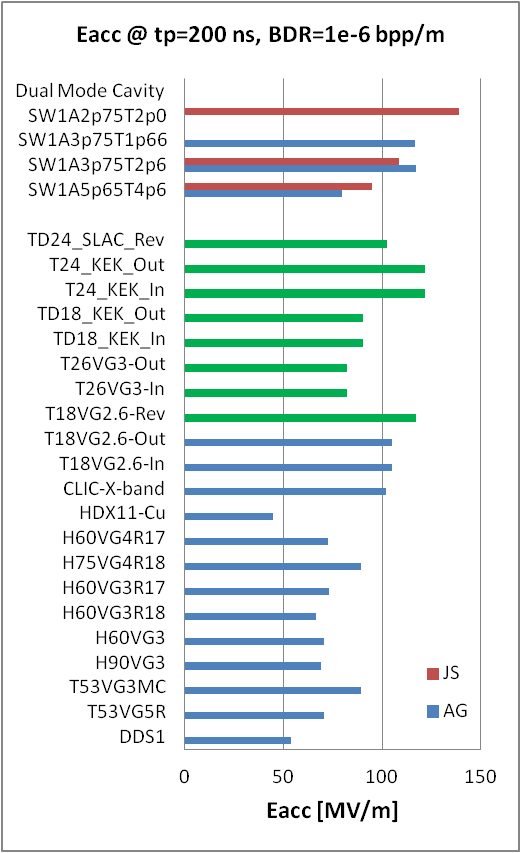 Eacc @ tp=200 ns, BDR=1e-6 bpp/m
Dual Mode Cavity
SW1A2p75T2p0
SW1A3p75T1p66
SW1A3p75T2p6
SW1A5p65T4p6
TD24_SLAC_Rev
T24_KEK_Out
T24_KEK_In
TD18_KEK_Out
TD18_KEK_In
T26VG3-Out
T26VG3-In
T18VG2.6-Rev
T18VG2.6-Out
T18VG2.6-In
CLIC-X-band
HDX11-Cu
H60VG4R17
H75VG4R18
H60VG3R17
H60VG3R18
H60VG3
H90VG3
T53VG3MC
T53VG5R
DDS1
JS
AG
0 50 100 150
Eacc [MV/m]